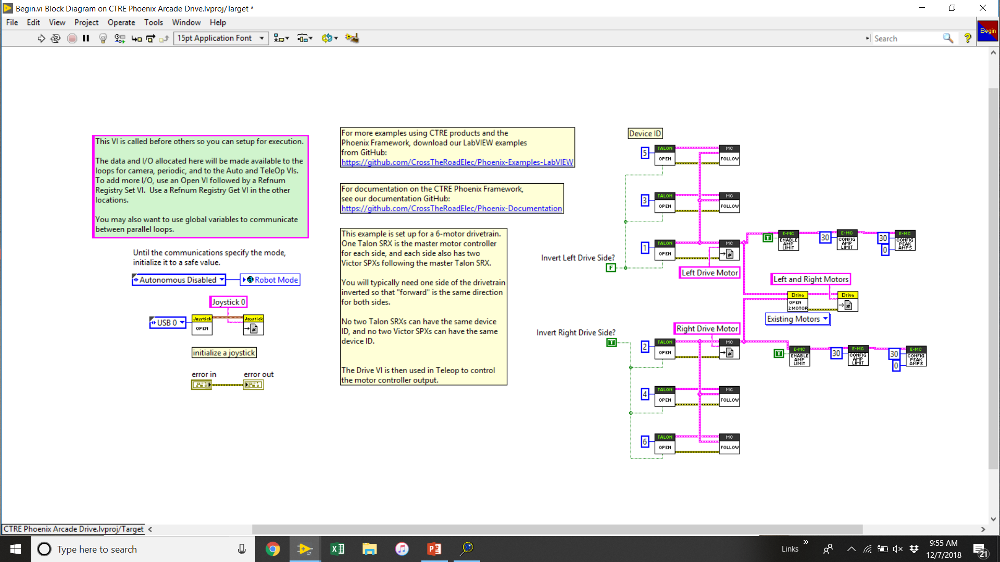 Begin.vi Block Diagram on CTRE Phoenix Arcade Drive.lvproj/Target *
File Edit View Project Operate Tools Window Help
15pt Application Font
Search
Begin
This VI is called before others so you can setup for execution.
The data and I/O allocated here will be made available to the
loops for camera, periodic, and to the Auto and TeleOp VIs.
To add more I/O, use an Open VI followed by a Refnum
Registry Set VI.  Use a Refnum Registry Get VI in the other
locations.
You may also want to use global variables to communicate
between parallel loops.
Until the communications specify the mode,
initialize it to a safe value.
Autonomous Disabled
Robot Mode
Joystick 0
USB 0
Joystick
OPEN
Joystick
#
initialize a joystick
error in
error out
For more examples using CTRE products and the
Phoenix Framework, download our LabVIEW examples
from GitHub:
https://github.com/CrossTheRoadElec/Phoenix-Examples-LabVIEW
For documentation on the CTRE Phoenix Framework,
see our documentation GitHub:
https://github.com/CrossTheRoadElec/Phoenix-Documentation
This example is set up for a 6-motor drivetrain.
One Talon SRX is the master motor controller
for each side, and each side also has two
Victor SPXs following the master Talon SRX.
You will typically need one side of the drivetrain
inverted so that "forward" is the same direction
for both sides.
No two Talon SRXs can have the same device
ID, and no two Victor SPXs can have the same
device ID.
The Drive VI is then used in Teleop to control
the motor controller output.
Device ID
5
TALON
OPEN
MC
FOLLOW
3
TALON
OPEN
MC
FOLLOW
1
TALON
OPEN
MC
#
Invert Left Drive Side?
F
Left Drive Motor
T
E-MC
ENABLE
AMP
LIMIT
30
E-MC
CONFIG
AMP
LIMIT
30
0
E-MC
CONFIG
PEAK
AMPS
Left and Right Motors
Drive
OPEN
2 MOTOR
Drive
#
Existing Motors
Invert Right Drive Side?
T
Right Drive Motor
2
TALON
OPEN
MC
#
T
E-MC
ENABLE
AMP
LIMIT
30
E-MC
CONFIG
AMP
LIMIT
30
0
E-MC
CONFIG
PEAK
AMPS
4
TALON
OPEN
MC
FOLLOW
6
TALON
OPEN
MC
FOLLOW
CTRE Phoenix Arcade Drive.lvproj/Target
Type here to search
17
Links
9:55 AM
12/7/2018
21